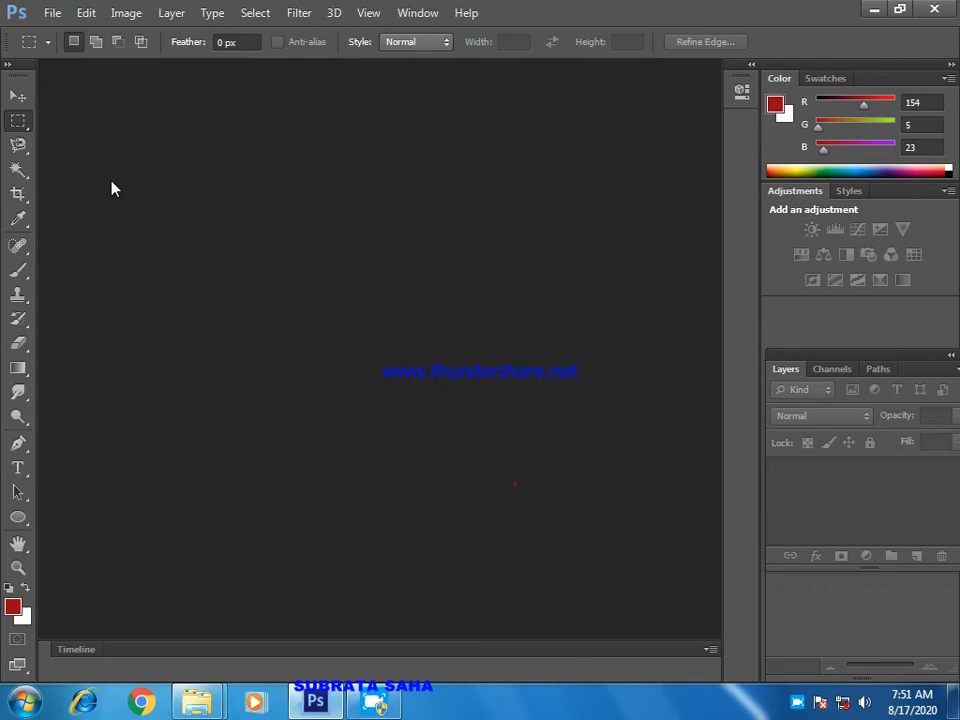 Ps File Edit Image Layer Type Select Filter 3D View Window Help
Feather: 0 px Anti-alias Style: Normal Width: Height: Refine Edge...
Color Swatches
R 154
G 5
B 23
Adjustments Styles
Add an adjustment
www.thundershare.net
Layers Channels Paths
Kind
Normal Opacity:
Lock: Fill:
Timeline
SUBRATA SAHA
Ps
7:51 AM
8/17/2020